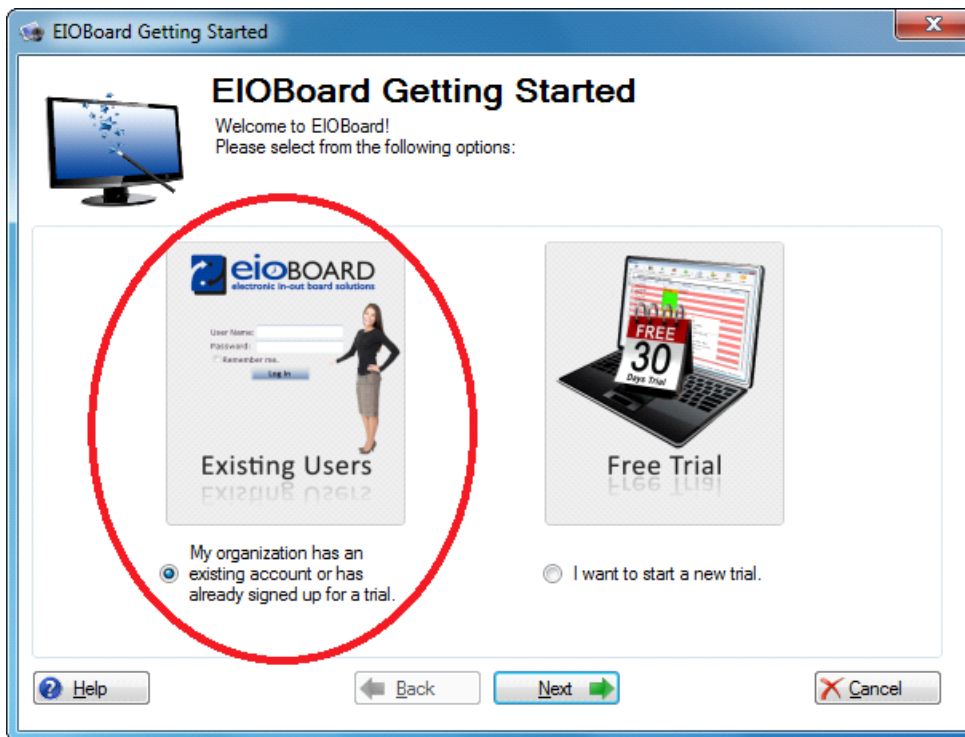 EIOBoard Getting Started
EIOBoard Getting Started
Welcome to EIOBoard!
Please select from the following options:
eioBOARD
electronic in-out board solutions
User Name:
Password:
Remember me.
Log In
Existing Users
FREE
30
Days Trial
Free Trial
My organization has an
existing account or has
already signed up for a trial.
I want to start a new trial.
Help
Back
Next
Cancel